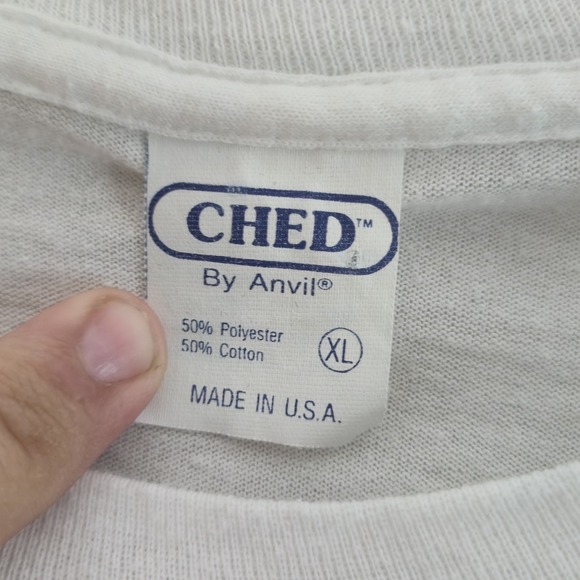 CHED™
By Anvil®
50% Polyester
50% Cotton
XL
MADE IN U.S.A.